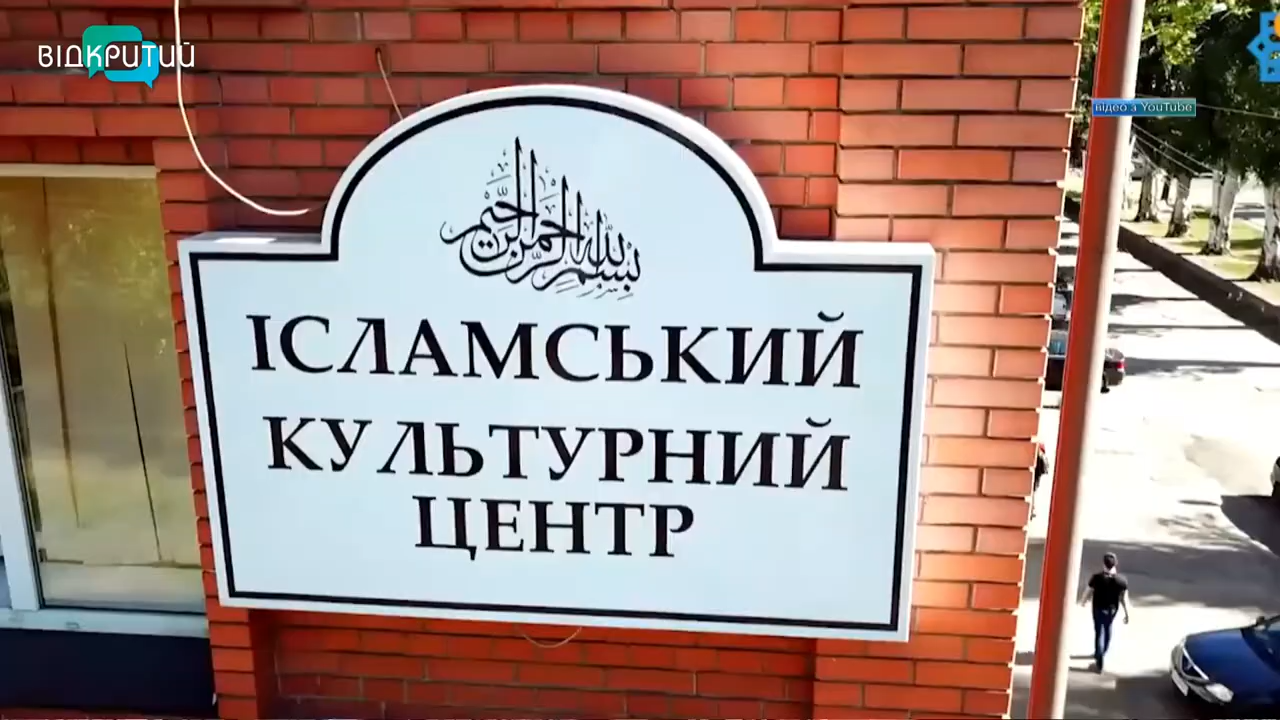 ВІДКРИТИЙ
відео з YouTube
بسم الله الرحمن الرحيم
ІСЛАМСЬКИЙ
КУЛЬТУРНИЙ
ЦЕНТР